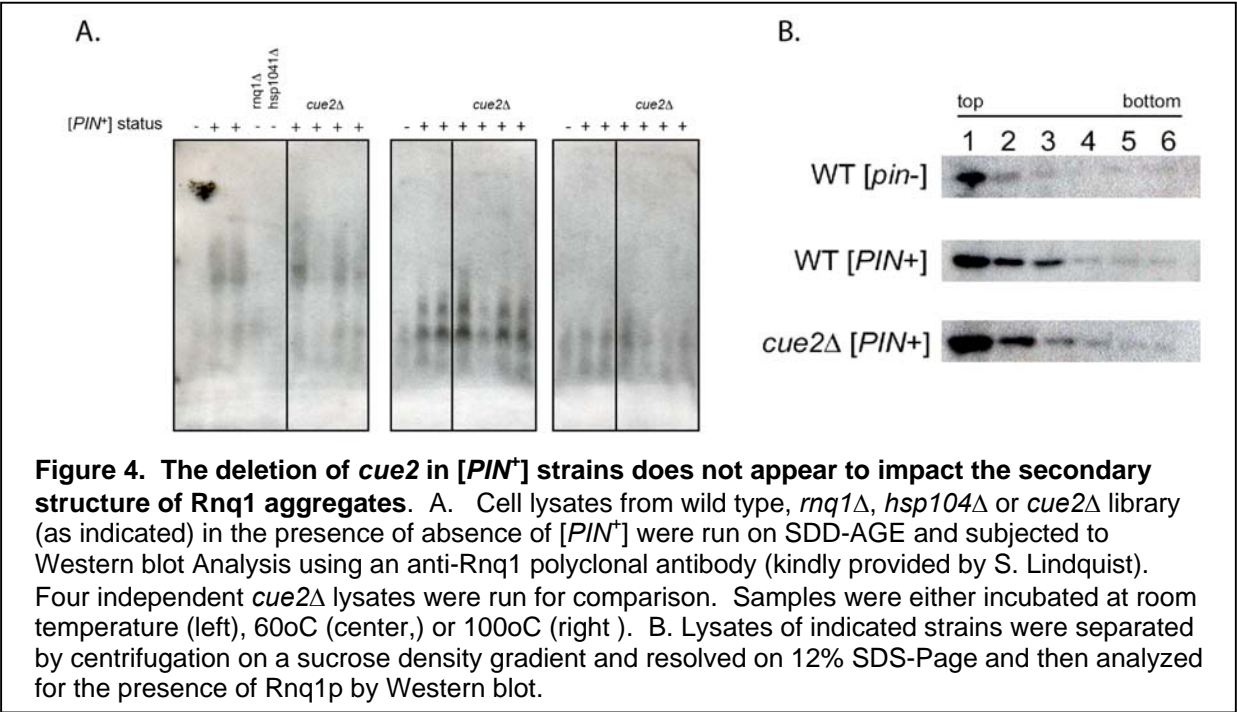 A.
B.
rnq1Δ
hsp1041Δ
cue2Δ
cue2Δ
cue2Δ
[PIN+] status - + + - - + + + + - + + + + + + - + + + + + +
top bottom
1 2 3 4 5 6
WT [pin-]
WT [PIN+]
cue2Δ [PIN+]
Figure 4. The deletion of cue2 in [PIN+] strains does not appear to impact the secondary
structure of Rnq1 aggregates. A. Cell lysates from wild type, rnq1Δ, hsp104Δ or cue2Δ library
(as indicated) in the presence of absence of [PIN+] were run on SDD-AGE and subjected to
Western blot Analysis using an anti-Rnq1 polyclonal antibody (kindly provided by S. Lindquist).
Four independent cue2Δ lysates were run for comparison. Samples were either incubated at room
temperature (left), 60oC (center,) or 100oC (right ). B. Lysates of indicated strains were separated
by centrifugation on a sucrose density gradient and resolved on 12% SDS-Page and then analyzed
for the presence of Rnq1p by Western blot.